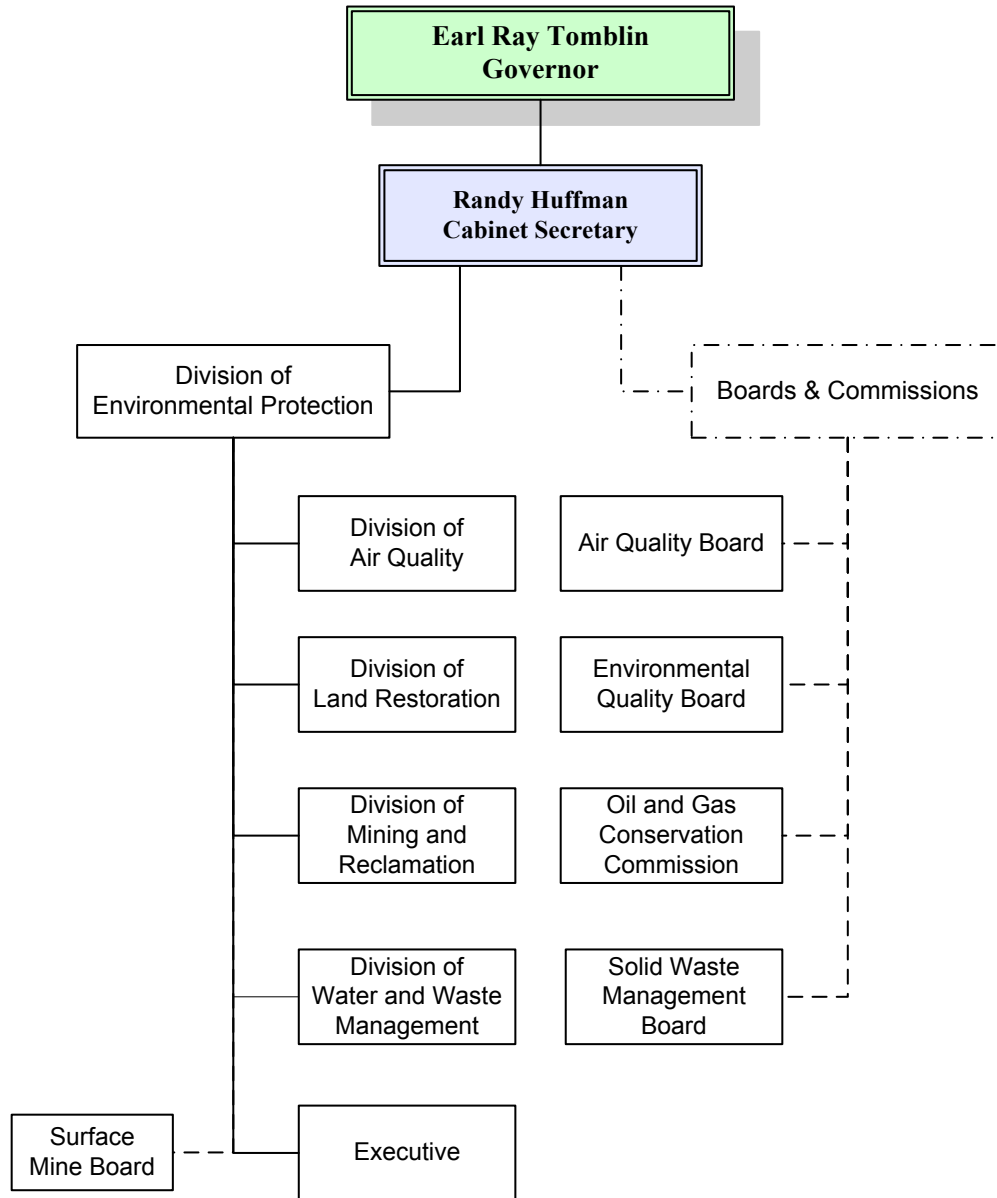 Earl Ray Tomblin
Governor
Randy Huffman
Cabinet Secretary
Division of
Environmental Protection
Boards & Commissions
Division of
Air Quality
Air Quality Board
Division of
Land Restoration
Environmental
Quality Board
Division of
Mining and
Reclamation
Oil and Gas
Conservation
Commission
Division of
Water and Waste
Management
Solid Waste
Management
Board
Surface
Mine Board
Executive